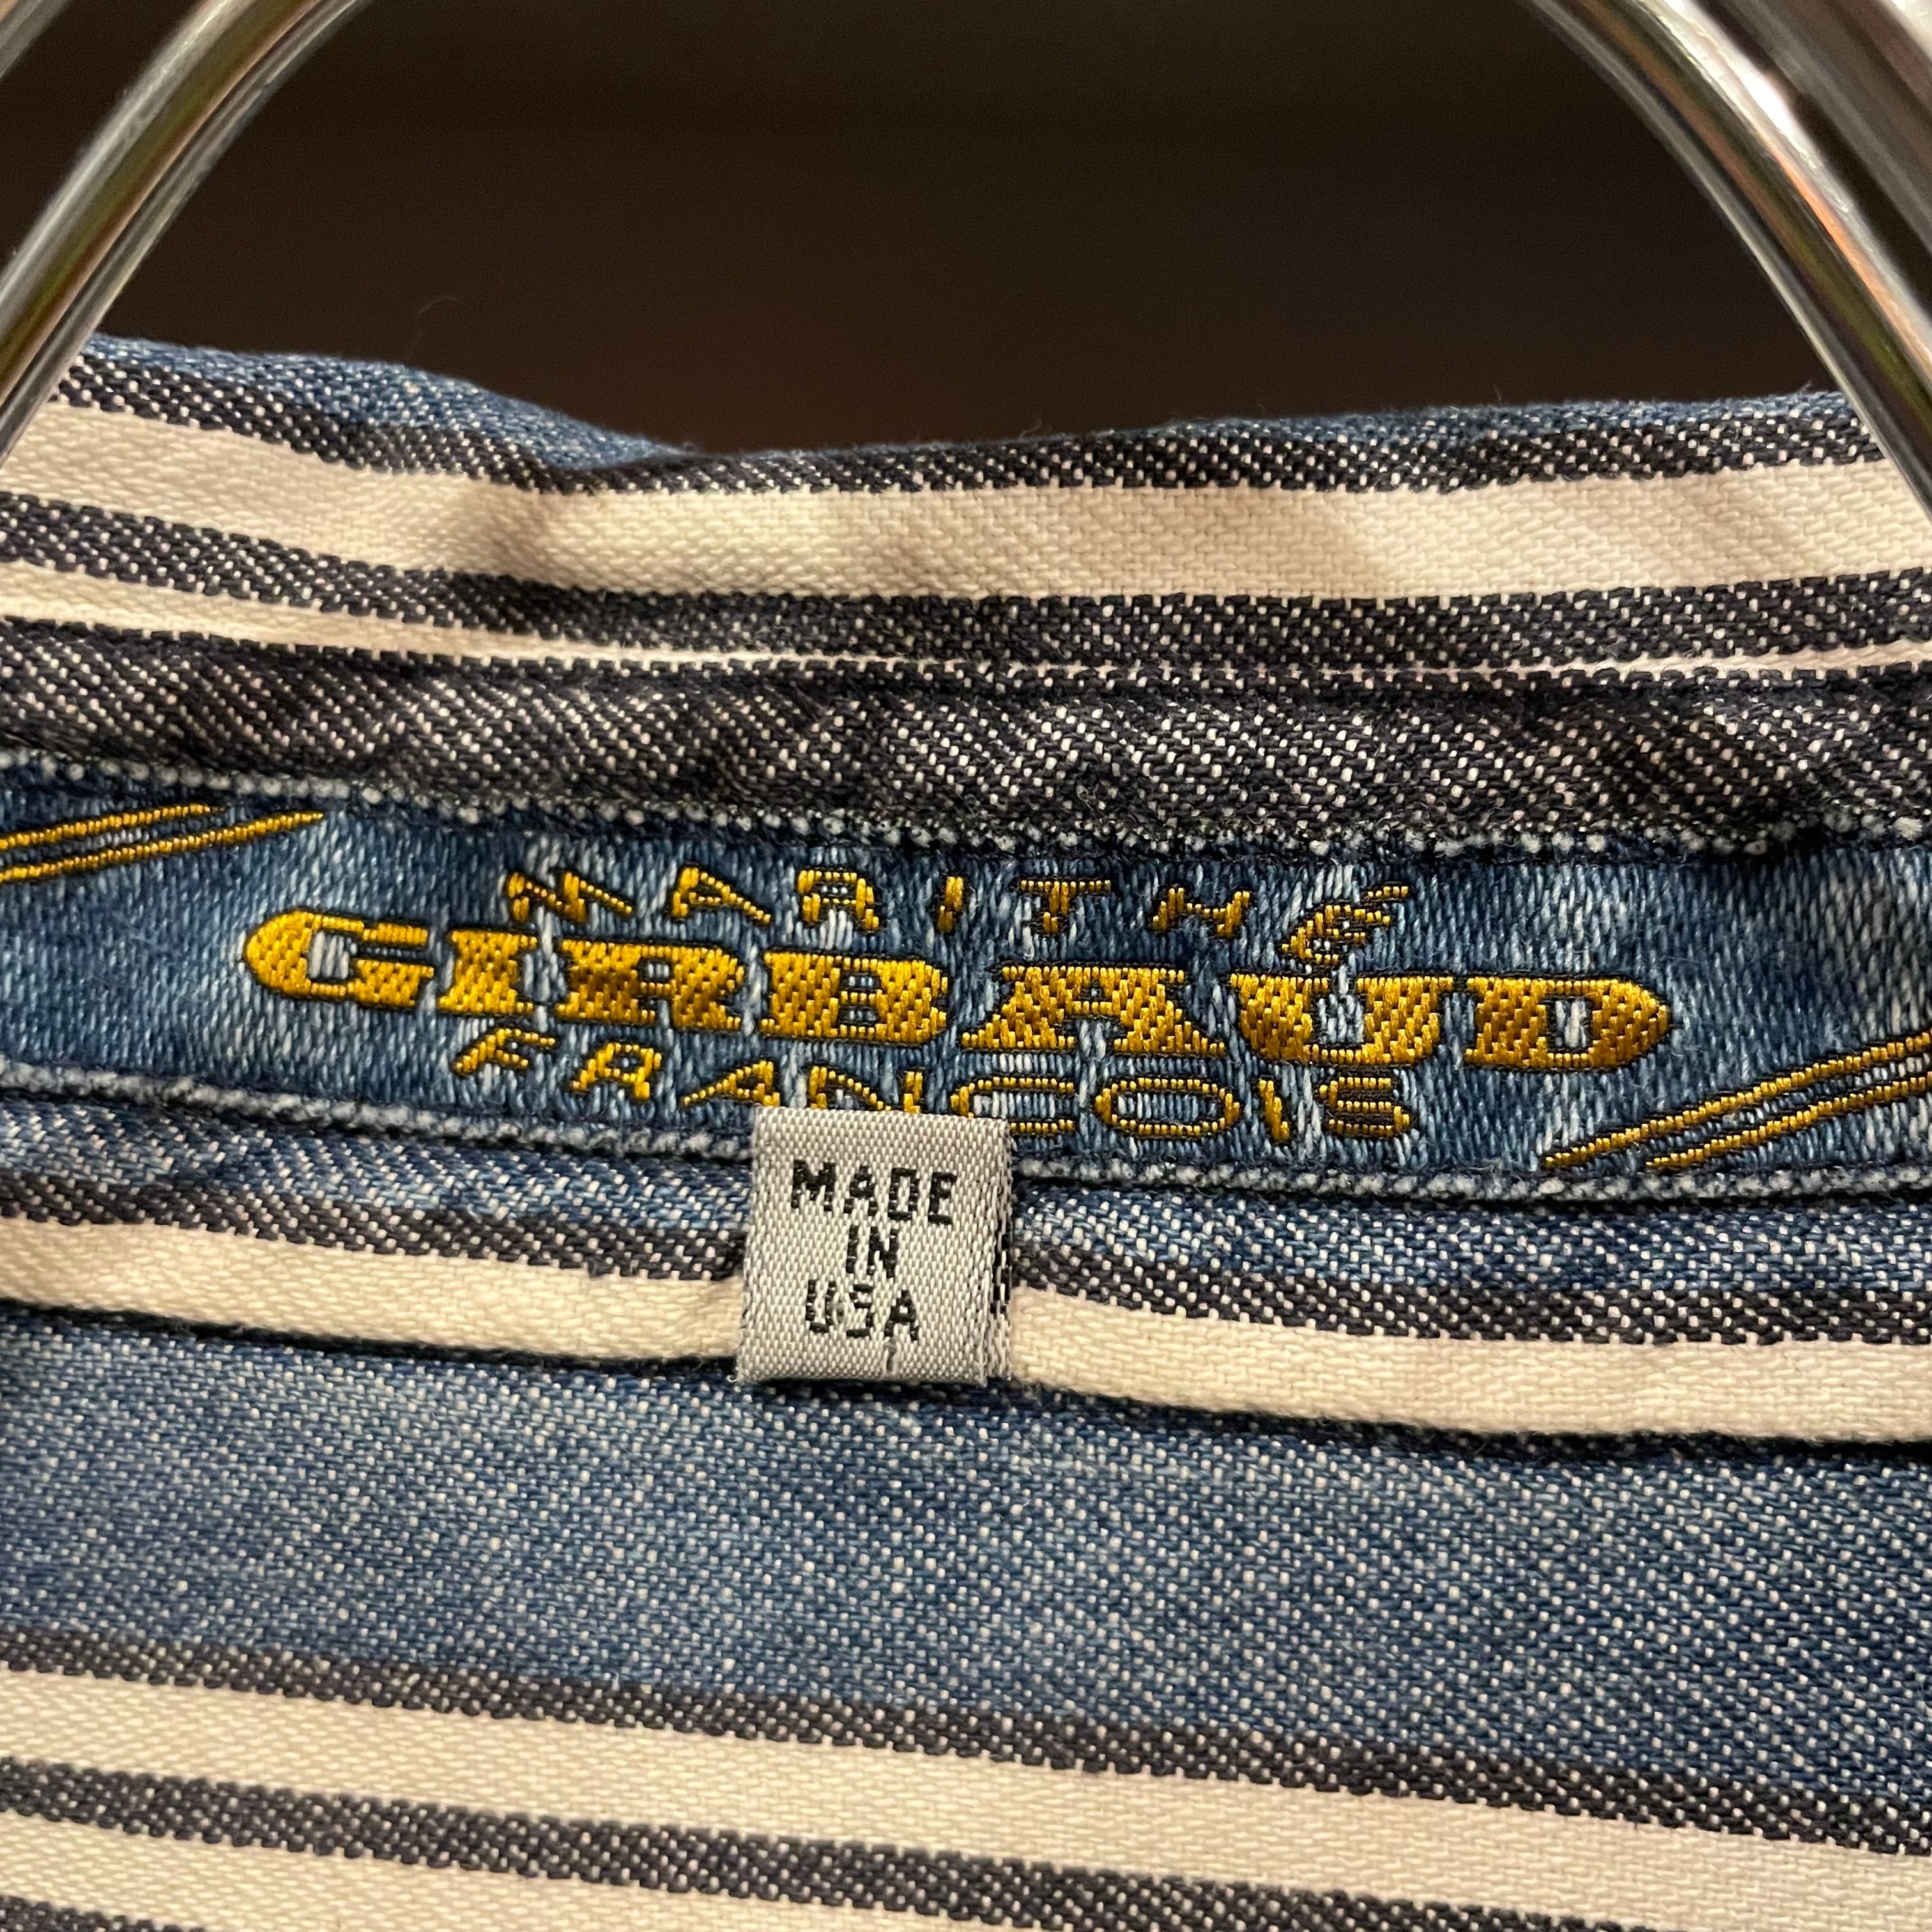 MARITHÉ
GIRBAUD
FRANCOIS
MADE
IN
USA